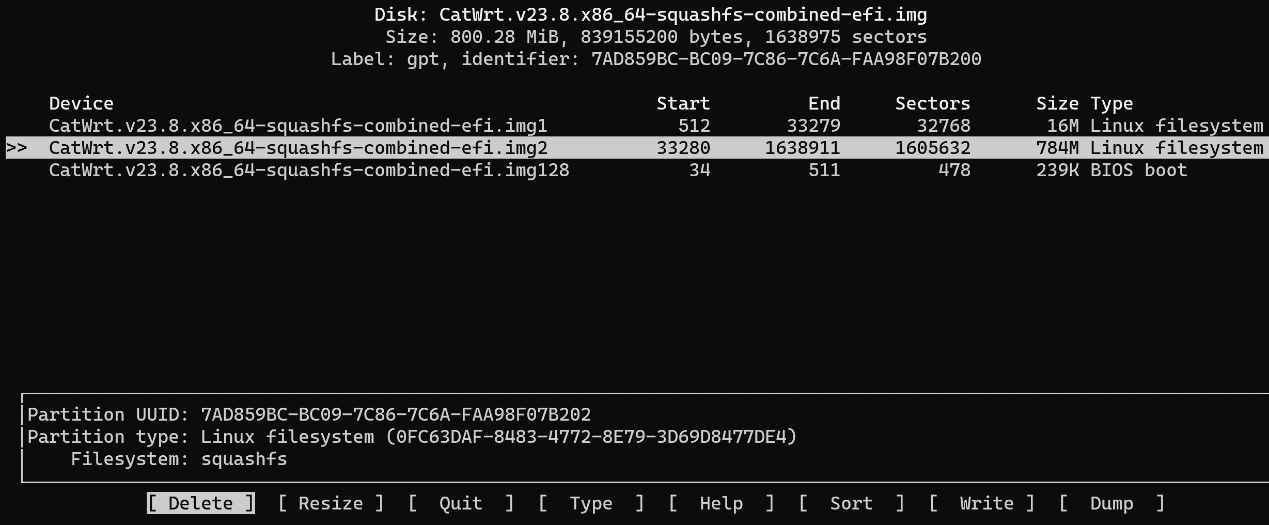 Disk: CatWrt.v23.8.x86_64-squashfs-combined-efi.img
Size: 800.28 MiB, 839155200 bytes, 1638975 sectors
Label: gpt, identifier: 7AD859BC-BC09-7C86-7C6A-FAA98F07B200
Device Start End Sectors Size Type
CatWrt.v23.8.x86_64-squashfs-combined-efi.img1 512 33279 32768 16M Linux filesystem
>> CatWrt.v23.8.x86_64-squashfs-combined-efi.img2 33280 1638911 1605632 784M Linux filesystem
CatWrt.v23.8.x86_64-squashfs-combined-efi.img128 34 511 478 239K BIOS boot
Partition UUID: 7AD859BC-BC09-7C86-7C6A-FAA98F07B202
Partition type: Linux filesystem (0FC63DAF-8483-4772-8E79-3D69D8477DE4)
Filesystem: squashfs
[ Delete ] [ Resize ] [ Quit ] [ Type ] [ Help ] [ Sort ] [ Write ] [ Dump ]